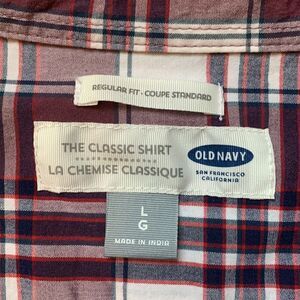 REGULAR FIT · COUPE STANDARD
THE CLASSIC SHIRT
LA CHEMISE CLASSIQUE
OLD NAVY
SAN FRANCISCO
CALIFORNIA
L
G
MADE IN INDIA